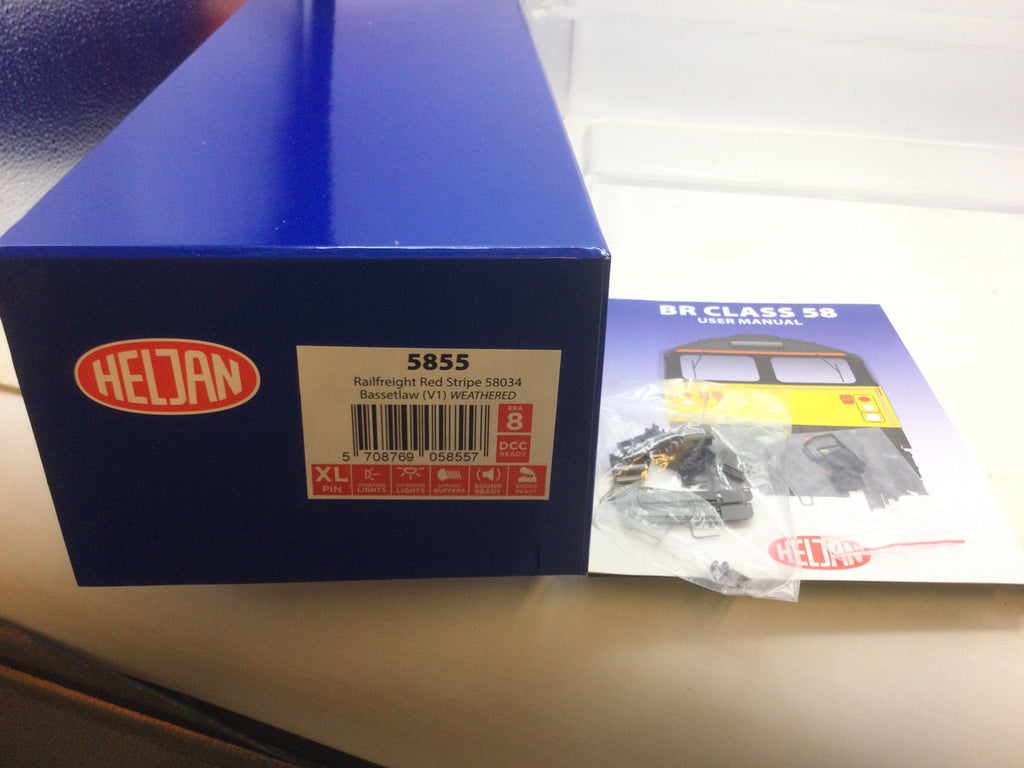 HELJAN
5855
Railfreight Red Stripe 58034
Bassetlaw (V1) WEATHERED
ERA
8
DCC
READY
5 708769 058557
XL
PIN
WORKING
LIGHTS
INTERIOR
LIGHTS
SPRUNG
BUFFERS
SOUND
READY
SMOKE
READY
BR CLASS 58
USER MANUAL
HELJAN